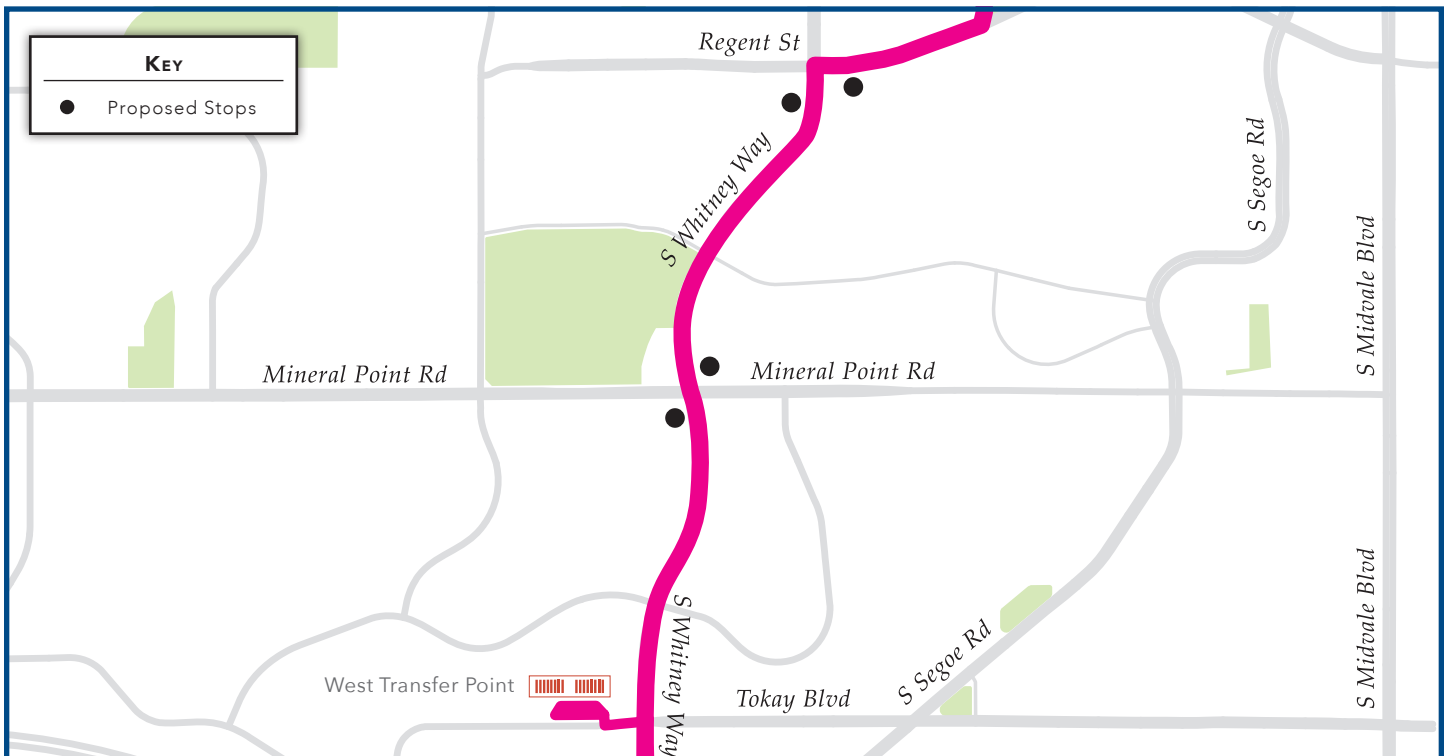 Regent St
KEY
Proposed Stops
S Whitney Way
S Segoe Rd
S Midvale Blvd
Mineral Point Rd
Mineral Point Rd
S Whitney Way
S Segoe Rd
S Midvale Blvd
West Transfer Point
Tokay Blvd